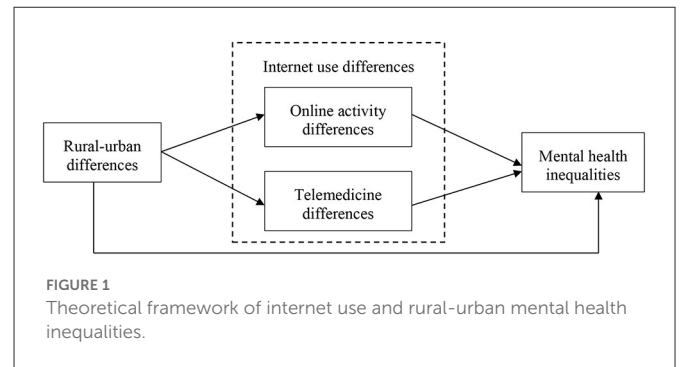 Internet use differences
Online activity
differences
Rural-urban
differences
Mental health
inequalities
Telemedicine
differences
FIGURE 1
Theoretical framework of internet use and rural-urban mental health
inequalities.